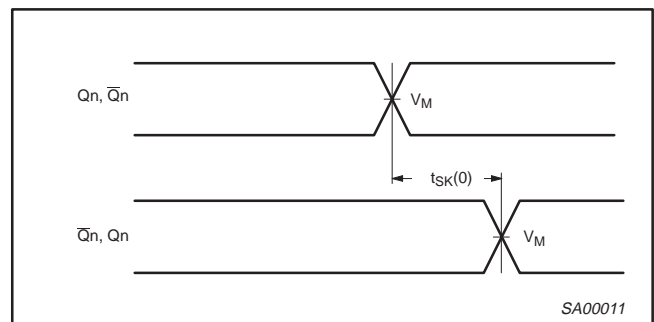 Qn, Q̅n
V_M
t_SK(0)
Q̅n, Qn
V_M
SA00011